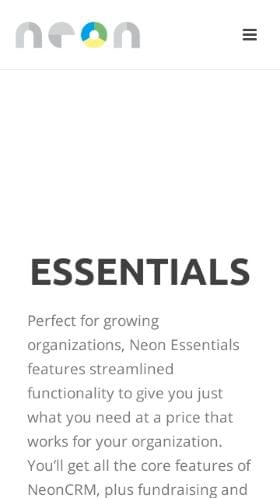 neon
ESSENTIALS
Perfect for growing
organizations, Neon Essentials
features streamlined
functionality to give you just
what you need at a price that
works for your organization.
You’ll get all the core features of
NeonCRM, plus fundraising and